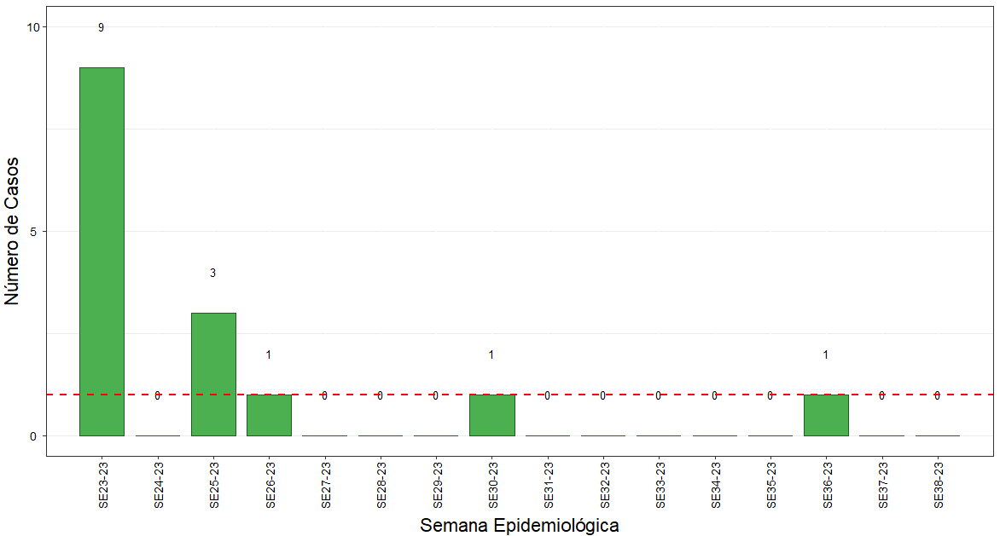 Número de Casos
10
5
0
9
0
3
1
0
0
0
1
0
0
0
0
0
1
0
0
SE23-23
SE24-23
SE25-23
SE26-23
SE27-23
SE28-23
SE29-23
SE30-23
SE31-23
SE32-23
SE33-23
SE34-23
SE35-23
SE36-23
SE37-23
SE38-23
Semana Epidemiológica